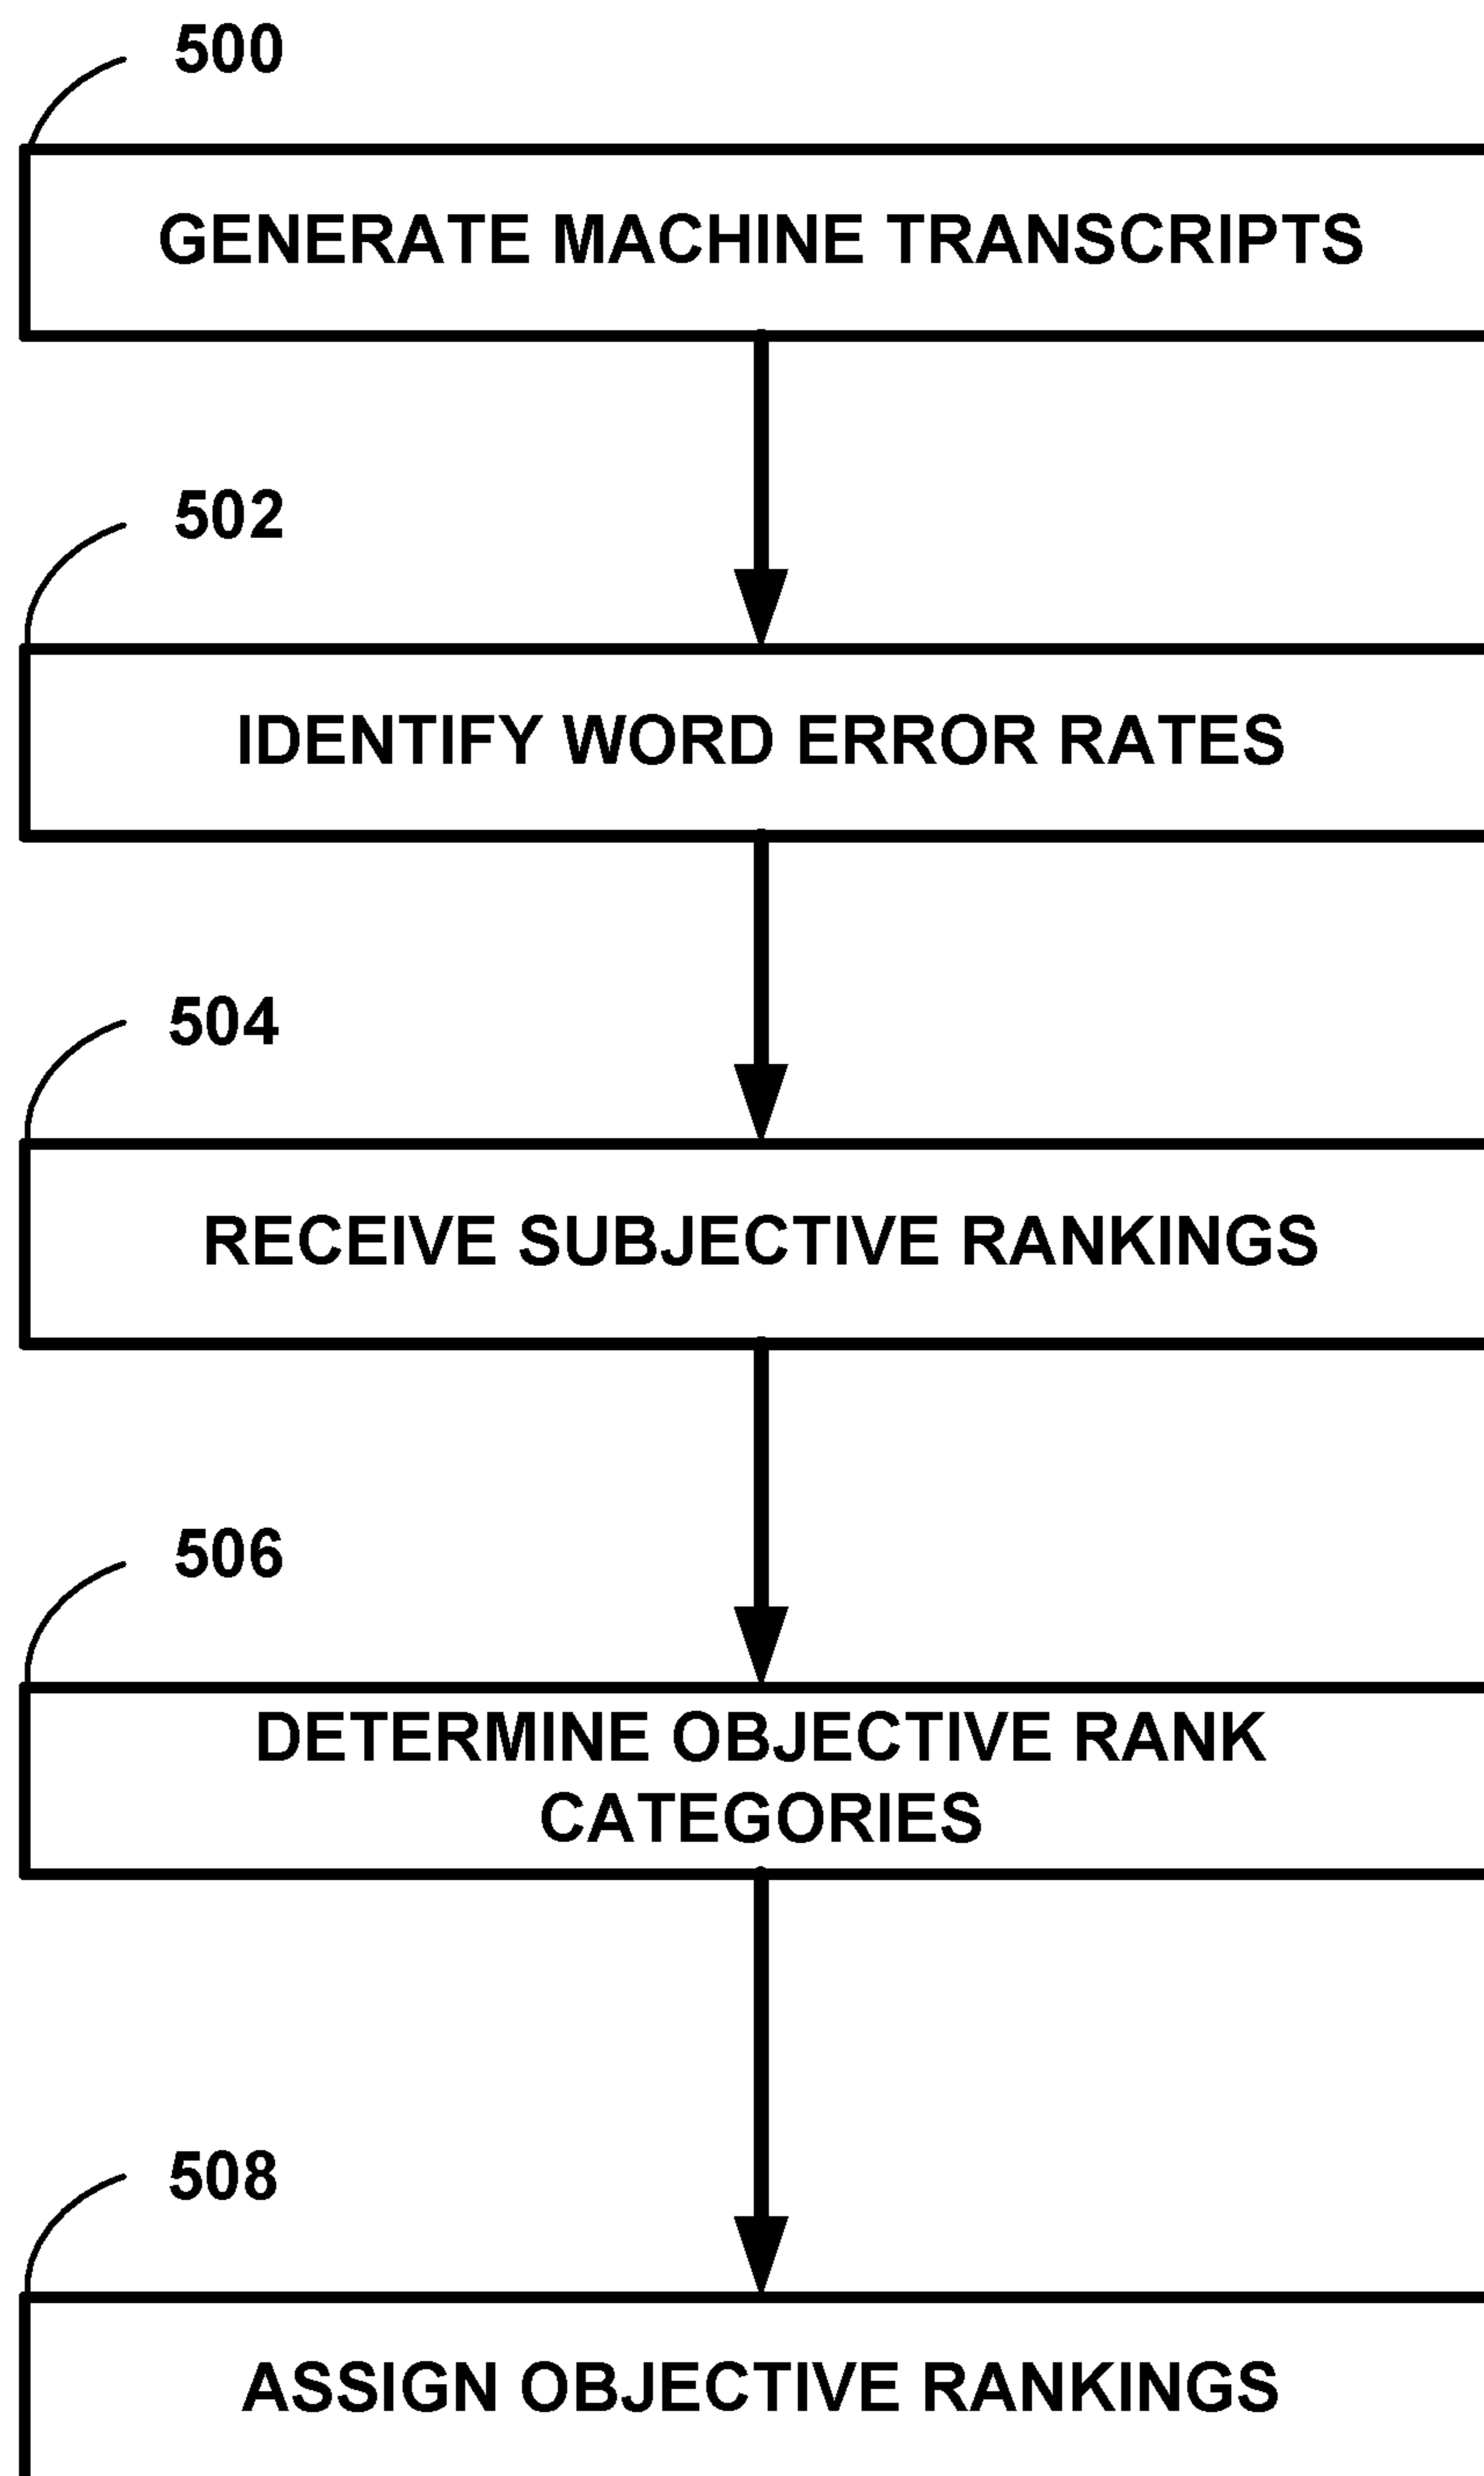 500
GENERATE MACHINE TRANSCRIPTS
502
IDENTIFY WORD ERROR RATES
504
RECEIVE SUBJECTIVE RANKINGS
506
DETERMINE OBJECTIVE RANK
CATEGORIES
508
ASSIGN OBJECTIVE RANKINGS